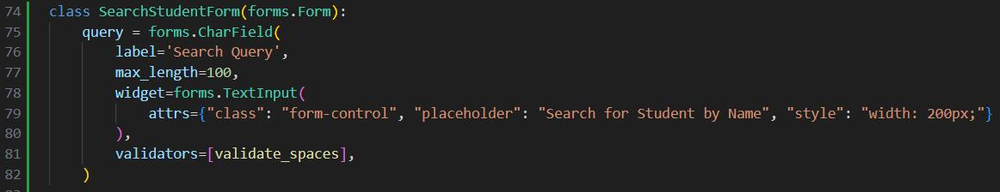 74 class SearchStudentForm(forms.Form):
75 query = forms.CharField(
76 label='Search Query',
77 max_length=100,
78 widget=forms.TextInput(
79 attrs={"class": "form-control", "placeholder": "Search for Student by Name", "style": "width: 200px;"}
80 ),
81 validators=[validate_spaces],
82 )